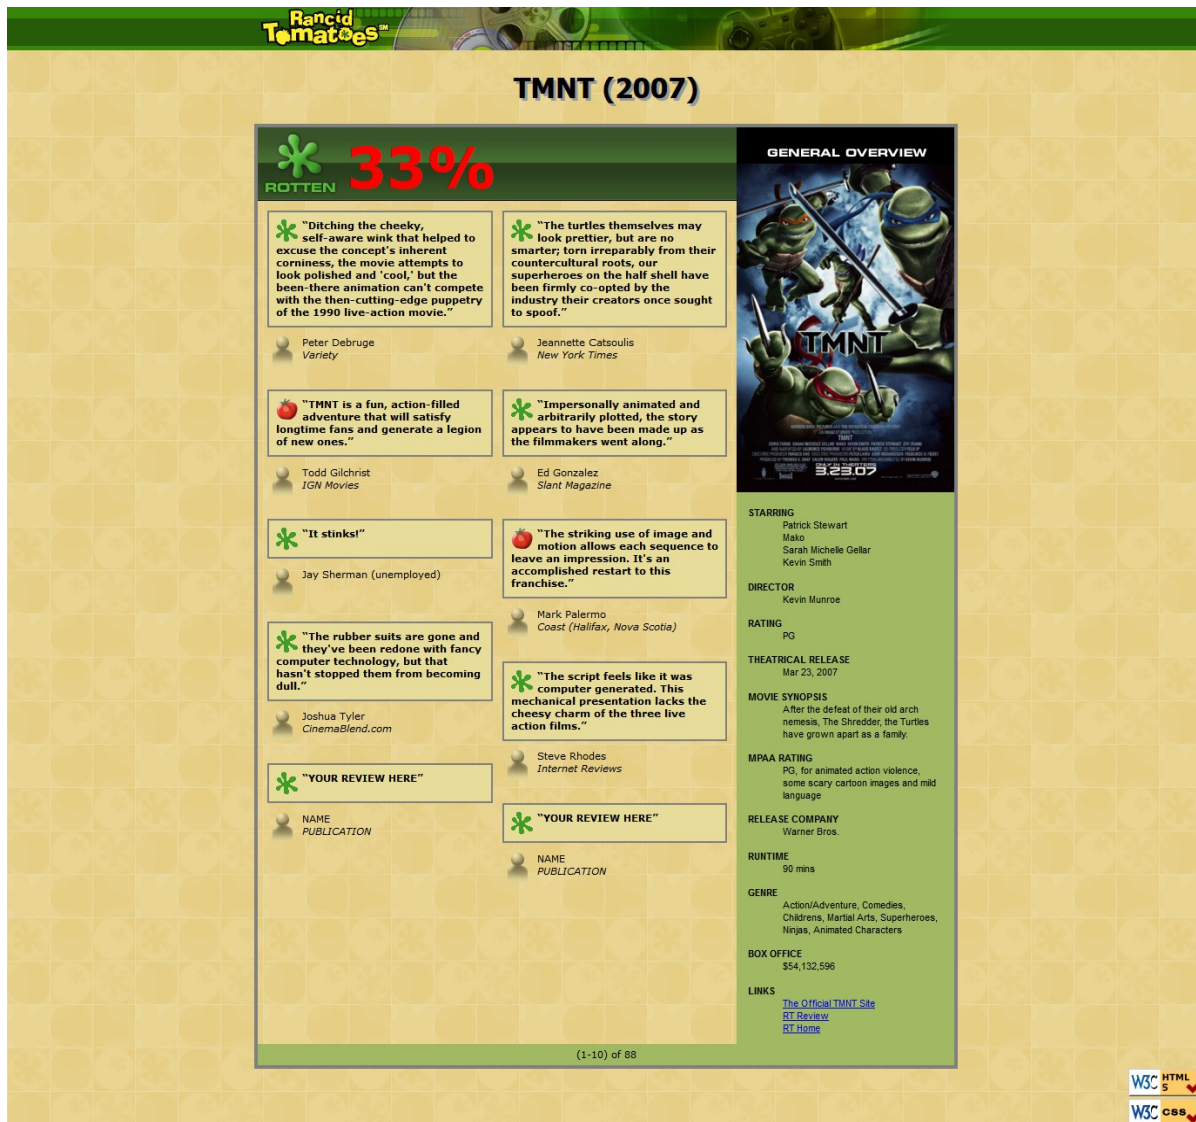 Rancid
Tomatoes℠
TMNT (2007)
ROTTEN
33%
“Ditching the cheeky,
self-aware wink that helped to
excuse the concept's inherent
corniness, the movie attempts to
look polished and 'cool,' but the
been-there animation can't compete
with the then-cutting-edge puppetry
of the 1990 live-action movie.”
Peter Debruge
Variety
“TMNT is a fun, action-filled
adventure that will satisfy
longtime fans and generate a legion
of new ones.”
Todd Gilchrist
IGN Movies
“It stinks!”
Jay Sherman (unemployed)
“The rubber suits are gone and
they've been redone with fancy
computer technology, but that
hasn't stopped them from becoming
dull.”
Joshua Tyler
CinemaBlend.com
“YOUR REVIEW HERE”
NAME
PUBLICATION
“The turtles themselves may
look prettier, but are no
smarter; torn irreparably from their
countercultural roots, our
superheroes on the half shell have
been firmly co-opted by the
industry their creators once sought
to spoof.”
Jeannette Catsoulis
New York Times
“Impersonally animated and
arbitrarily plotted, the story
appears to have been made up as
the filmmakers went along.”
Ed Gonzalez
Slant Magazine
“The striking use of image and
motion allows each sequence to
leave an impression. It's an
accomplished restart to this
franchise.”
Mark Palermo
Coast (Halifax, Nova Scotia)
“The script feels like it was
computer generated. This
mechanical presentation lacks the
cheesy charm of the three live
action films.”
Steve Rhodes
Internet Reviews
“YOUR REVIEW HERE”
NAME
PUBLICATION
GENERAL OVERVIEW
TMNT
TMNT
ONLY IN THEATERS
3.23.07
STARRING
Patrick Stewart
Mako
Sarah Michelle Gellar
Kevin Smith
DIRECTOR
Kevin Munroe
RATING
PG
THEATRICAL RELEASE
Mar 23, 2007
MOVIE SYNOPSIS
After the defeat of their old arch
nemesis, The Shredder, the Turtles
have grown apart as a family.
MPAA RATING
PG, for animated action violence,
some scary cartoon images and mild
language
RELEASE COMPANY
Warner Bros.
RUNTIME
90 mins
GENRE
Action/Adventure, Comedies,
Childrens, Martial Arts, Superheroes,
Ninjas, Animated Characters
BOX OFFICE
$54,132,596
LINKS
The Official TMNT Site
RT Review
RT Home
(1-10) of 88
W3C HTML
5
W3C css